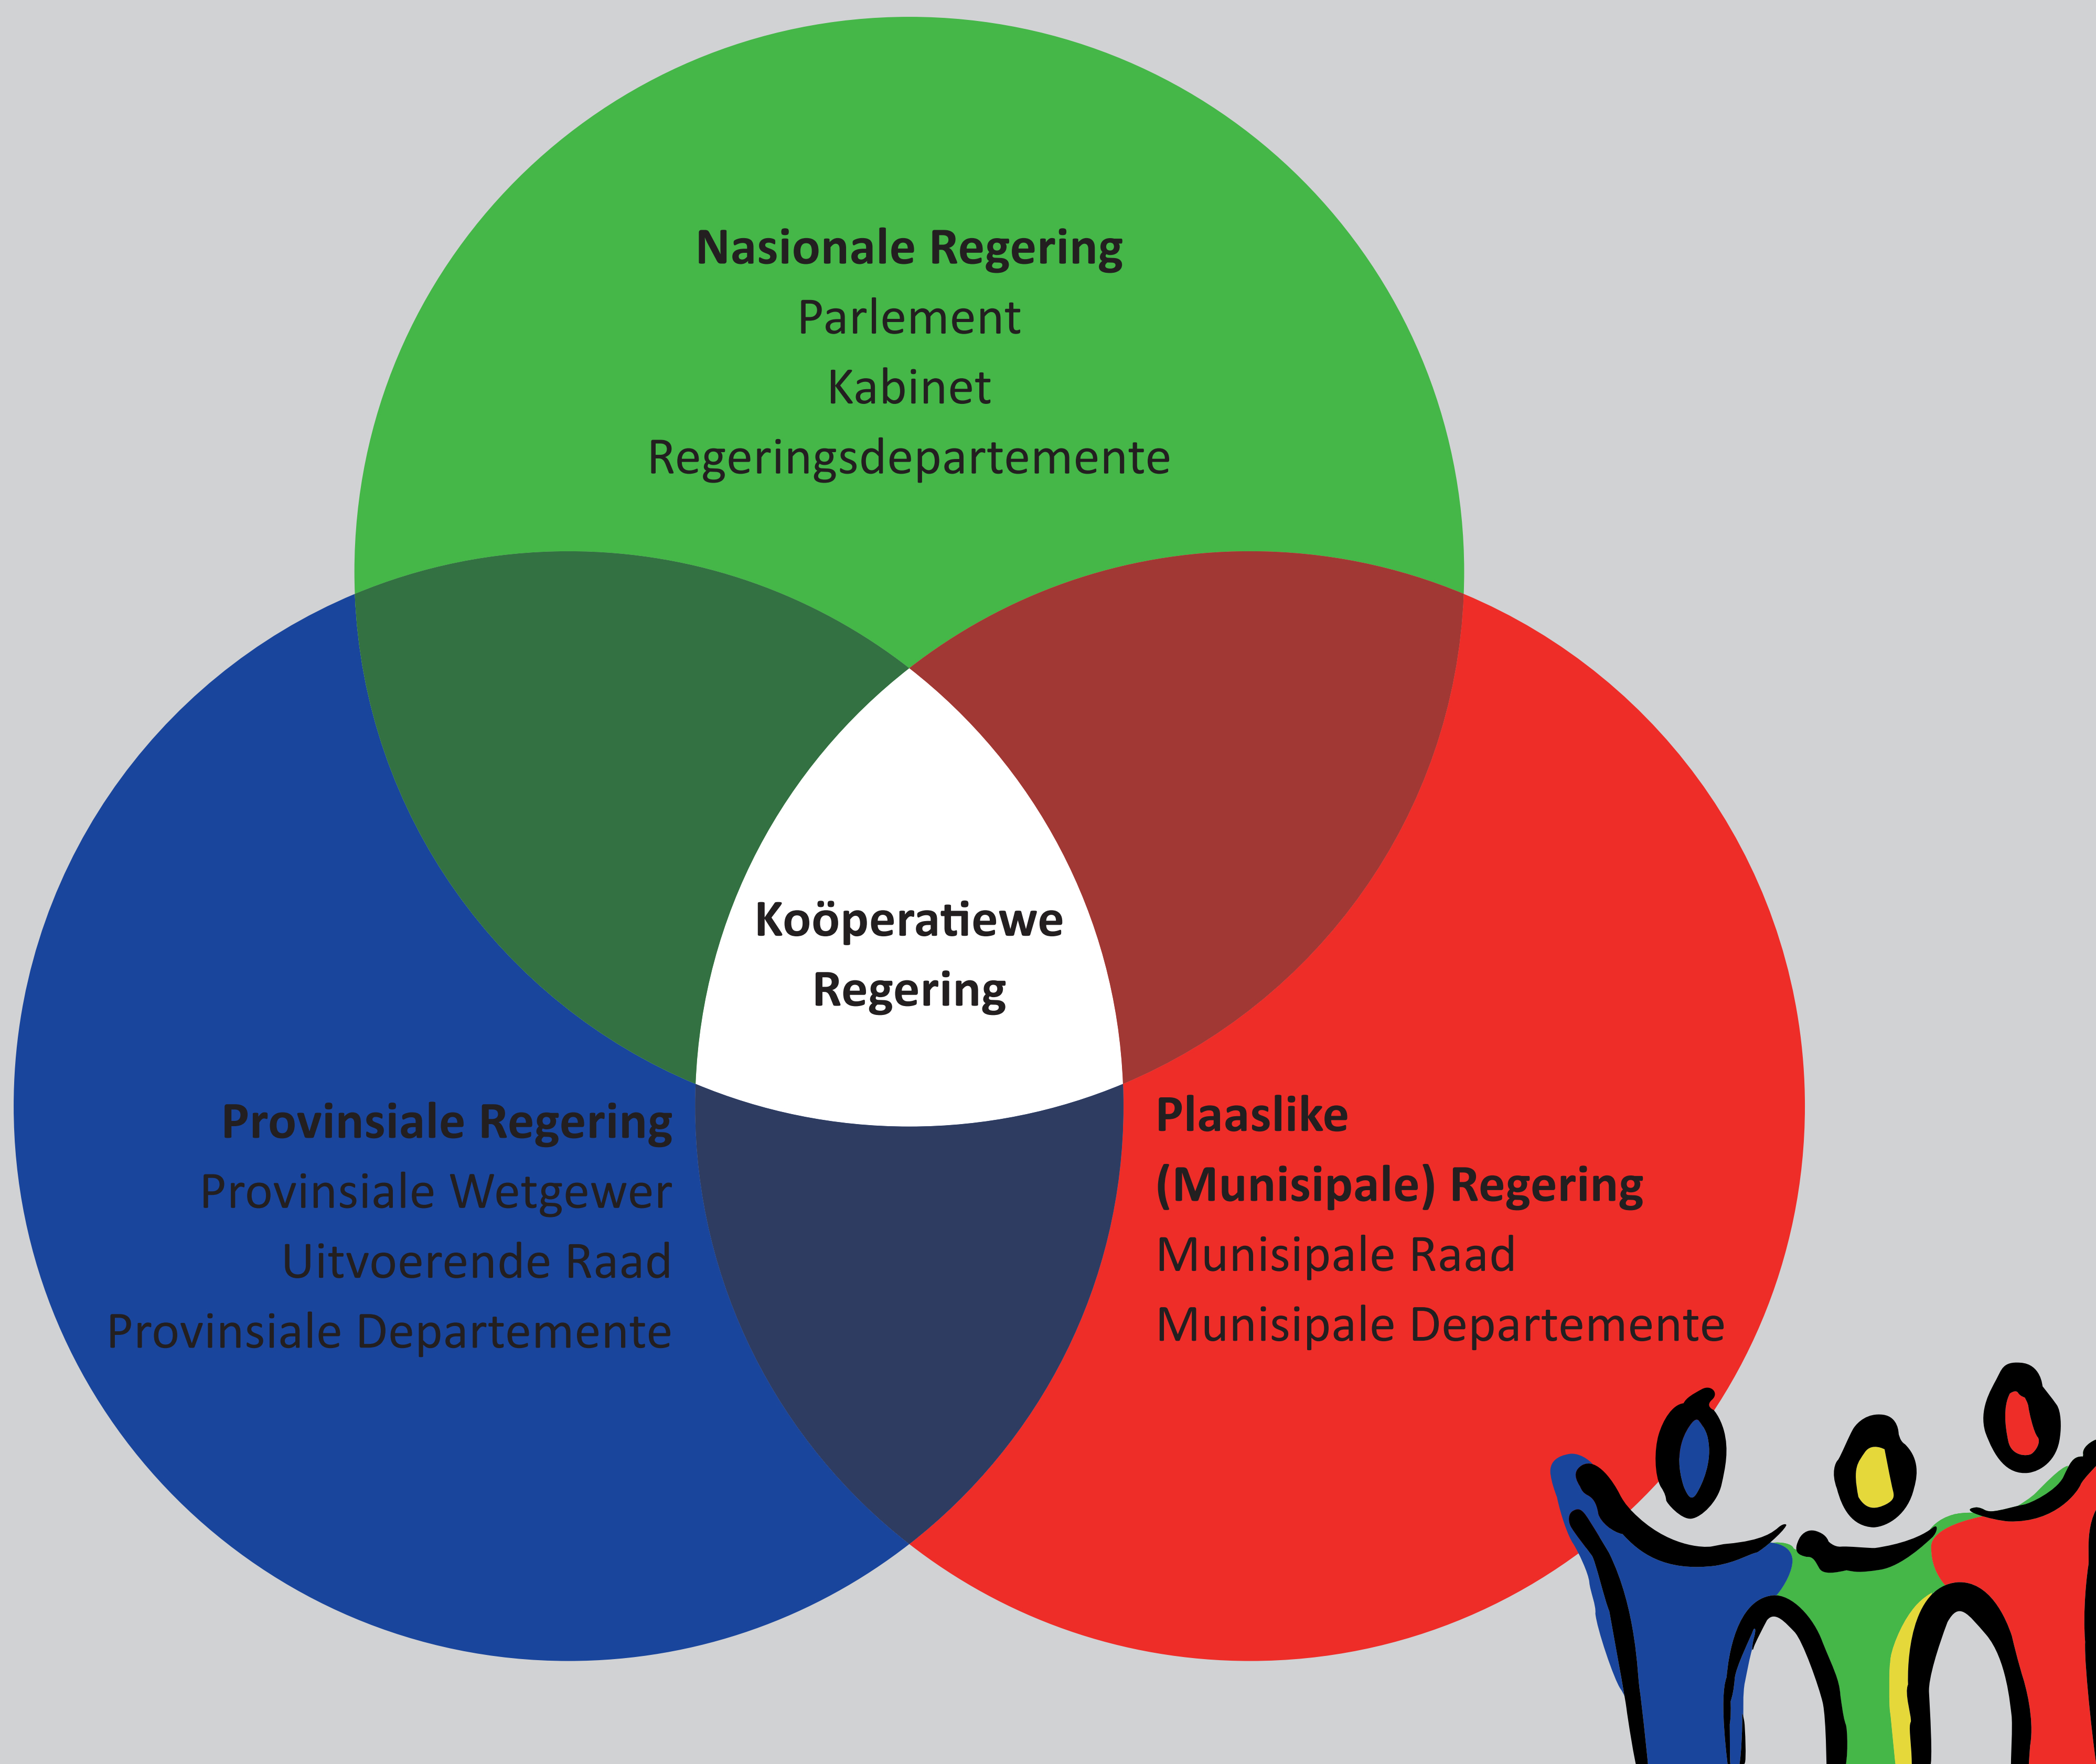 Nasionale Regering
Parlement
Kabinet
Regeringsdepartemente
Koöperatiewe
Regering
Provinsiale Regering
Provinsiale Wetgewer
Uitvoerende Raad
Provinsiale Departemente
Plaaslike
(Munisipale) Regering
Munisipale Raad
Munisipale Departemente